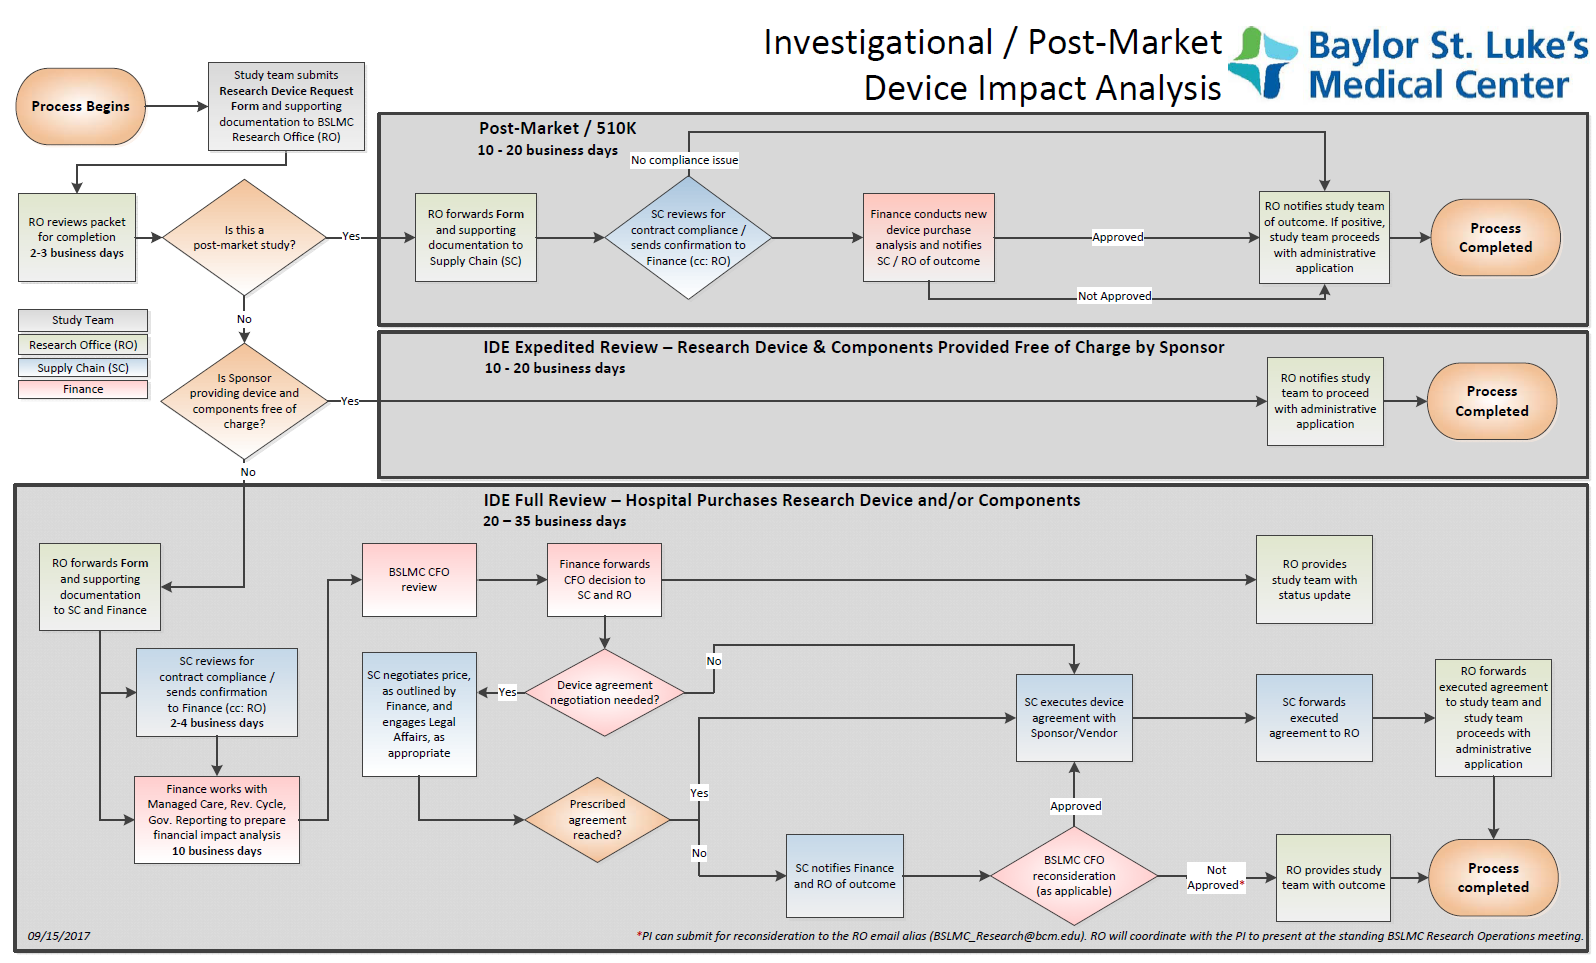 Investigational / Post-Market
Device Impact Analysis
Baylor St. Luke's
Medical Center
Process Begins
Study team submits
Research Device Request
Form and supporting
documentation to BSLMC
Research Office (RO)
RO reviews packet
for completion
2-3 business days
Is this a
post-market study?
Yes
No
Study Team
Research Office (RO)
Supply Chain (SC)
Finance
Is Sponsor
providing device and
components free of
charge?
Yes
No
Post-Market / 510K
10 - 20 business days
No compliance issue
RO forwards Form
and supporting
documentation to
Supply Chain (SC)
SC reviews for
contract compliance /
sends confirmation to
Finance (cc: RO)
Finance conducts new
device purchase
analysis and notifies
SC / RO of outcome
Approved
Not Approved
RO notifies study team
of outcome. If positive,
study team proceeds
with administrative
application
Process
Completed
IDE Expedited Review – Research Device & Components Provided Free of Charge by Sponsor
10 - 20 business days
RO notifies study
team to proceed
with administrative
application
Process
Completed
IDE Full Review – Hospital Purchases Research Device and/or Components
20 – 35 business days
RO forwards Form
and supporting
documentation
to SC and Finance
SC reviews for
contract compliance /
sends confirmation
to Finance (cc: RO)
2-4 business days
Finance works with
Managed Care, Rev. Cycle,
Gov. Reporting to prepare
financial impact analysis
10 business days
BSLMC CFO
review
Finance forwards
CFO decision to
SC and RO
RO provides
study team with
status update
Device agreement
negotiation needed?
Yes
No
SC negotiates price,
as outlined by
Finance, and
engages Legal
Affairs, as
appropriate
Prescribed
agreement
reached?
Yes
No
SC executes device
agreement with
Sponsor/Vendor
SC forwards
executed
agreement to RO
RO forwards
executed agreement
to study team and
study team
proceeds with
administrative
application
SC notifies Finance
and RO of outcome
BSLMC CFO
reconsideration
(as applicable)
Approved
Not
Approved*
RO provides study
team with outcome
Process
completed
09/15/2017
*PI can submit for reconsideration to the RO email alias (BSLMC_Research@bcm.edu). RO will coordinate with the PI to present at the standing BSLMC Research Operations meeting.